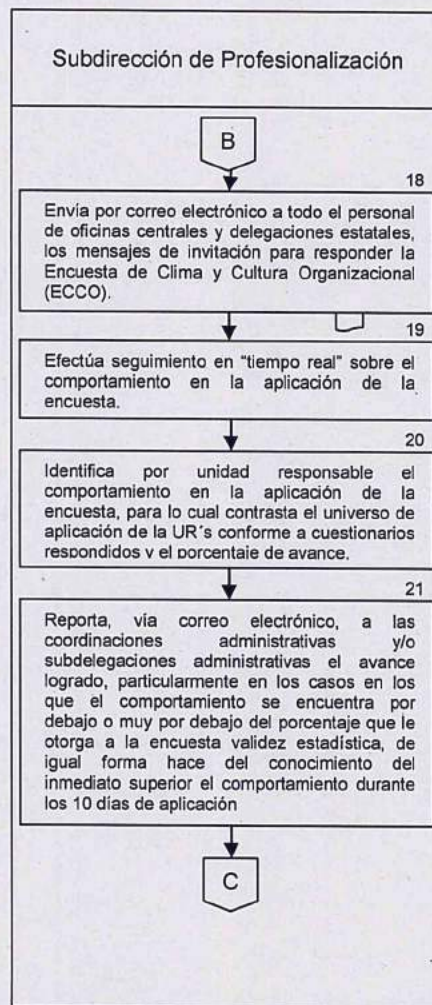 Subdirección de Profesionalización
B
18
Envía por correo electrónico a todo el personal
de oficinas centrales y delegaciones estatales,
los mensajes de invitación para responder la
Encuesta de Clima y Cultura Organizacional
(ECCO).
19
Efectúa seguimiento en "tiempo real" sobre el
comportamiento en la aplicación de la
encuesta.
20
Identifica por unidad responsable el
comportamiento en la aplicación de la
encuesta, para lo cual contrasta el universo de
aplicación de la UR´s conforme a cuestionarios
respondidos y el porcentaje de avance.
21
Reporta, vía correo electrónico, a las
coordinaciones administrativas y/o
subdelegaciones administrativas el avance
logrado, particularmente en los casos en los
que el comportamiento se encuentra por
debajo o muy por debajo del porcentaje que le
otorga a la encuesta validez estadística, de
igual forma hace del conocimiento del
inmediato superior el comportamiento durante
los 10 días de aplicación
C